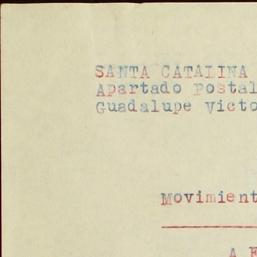 SANTA CATALINA
Apartado postal
Guadalupe Victo
Movimient
A